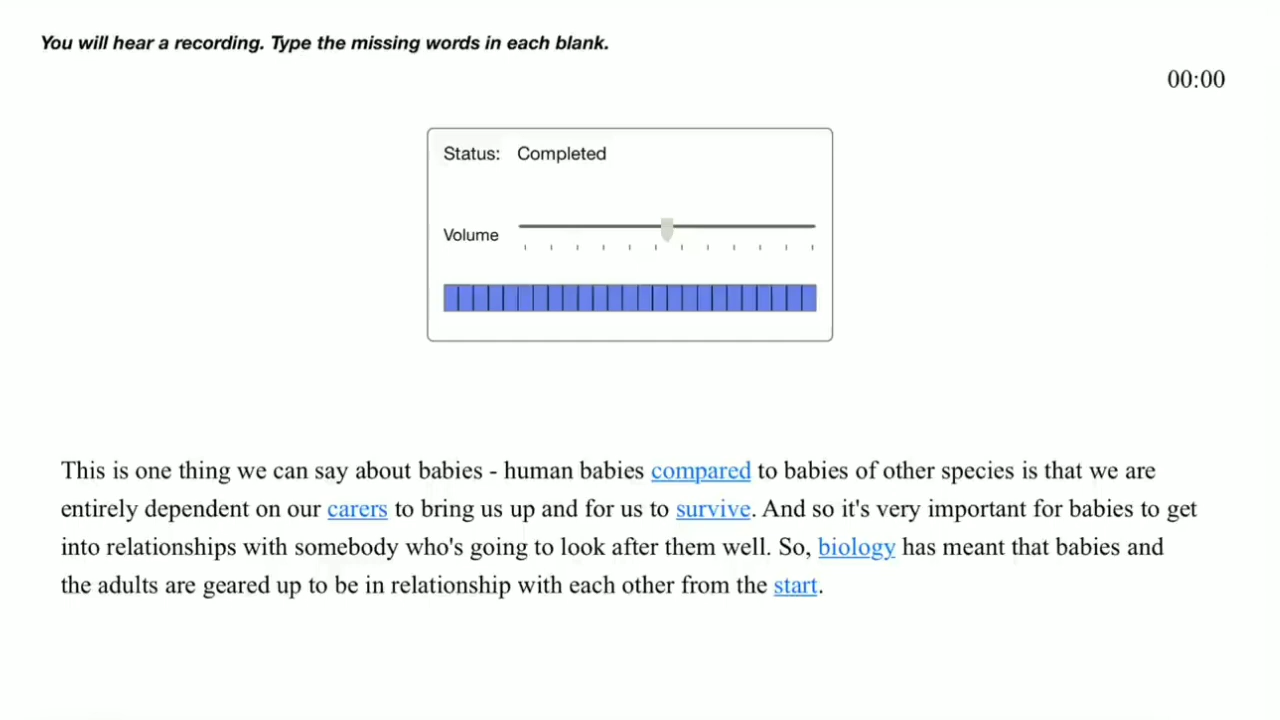 You will hear a recording. Type the missing words in each blank.
00:00
Status: Completed
Volume
This is one thing we can say about babies - human babies compared to babies of other species is that we are
entirely dependent on our carers to bring us up and for us to survive. And so it's very important for babies to get
into relationships with somebody who's going to look after them well. So, biology has meant that babies and
the adults are geared up to be in relationship with each other from the start.